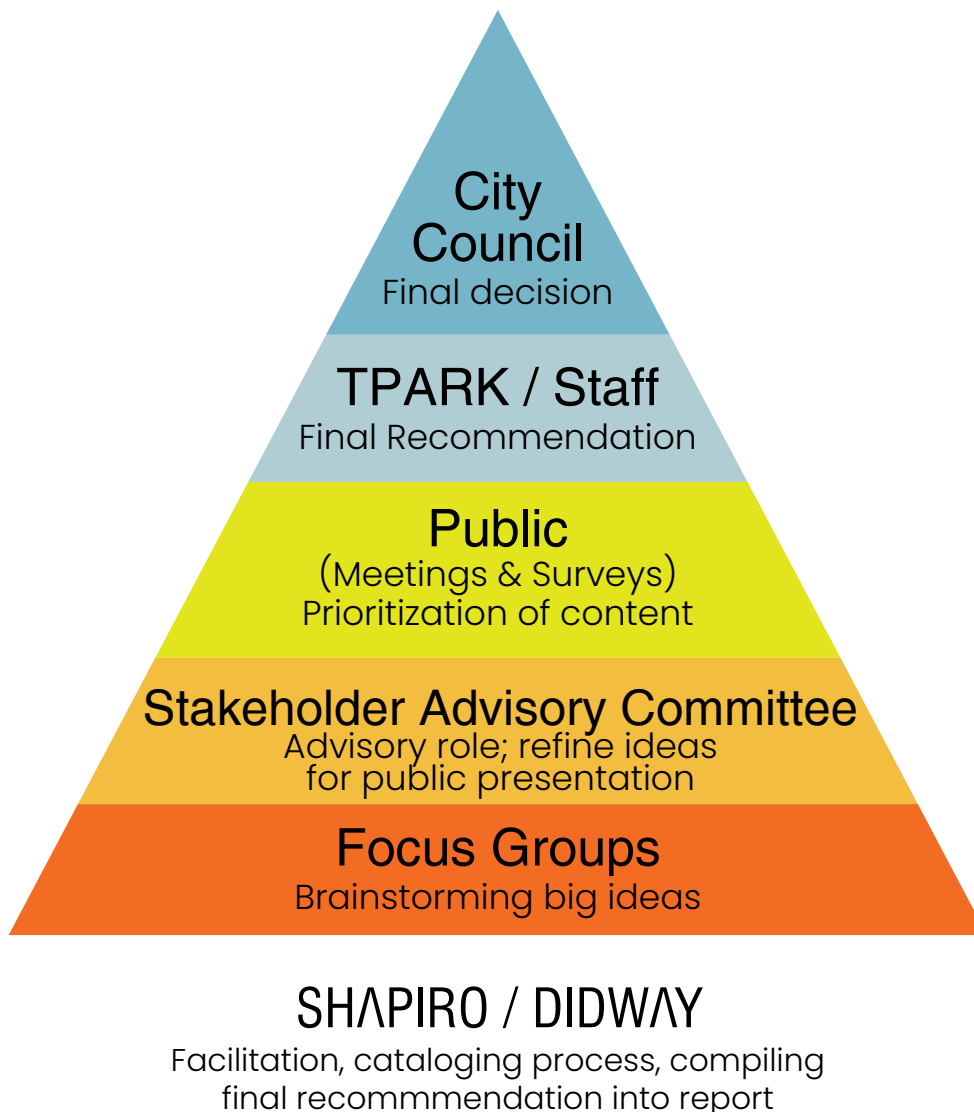 City
Council
Final decision
TPARK / Staff
Final Recommendation
Public
(Meetings & Surveys)
Prioritization of content
Stakeholder Advisory Committee
Advisory role; refine ideas
for public presentation
Focus Groups
Brainstorming big ideas
SHAPIRO / DIDWAY
Facilitation, cataloging process, compiling
final recommmendation into report